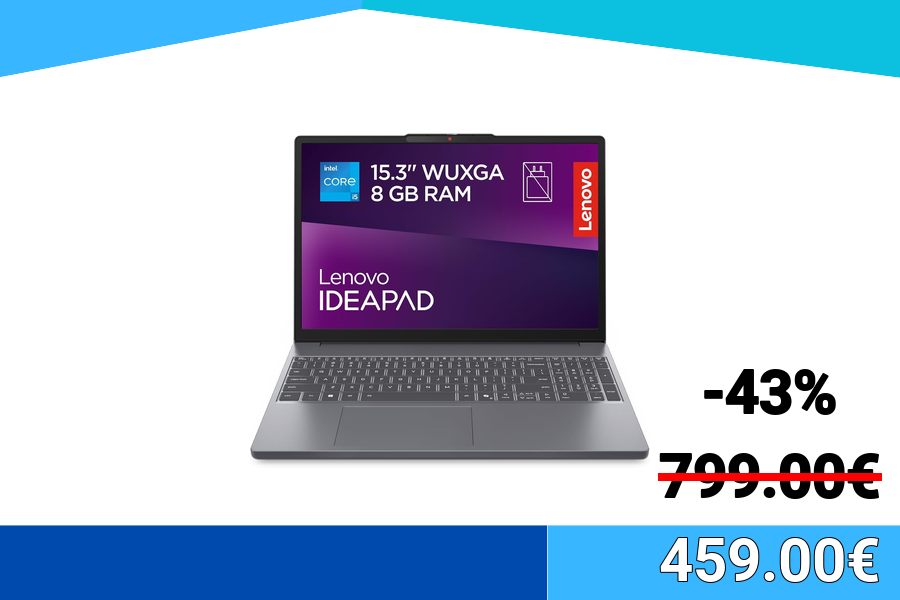 intel
CORE
i5
15.3" WUXGA
8 GB RAM
Lenovo
Lenovo
IDEAPAD
-43%
799.00€
459.00€